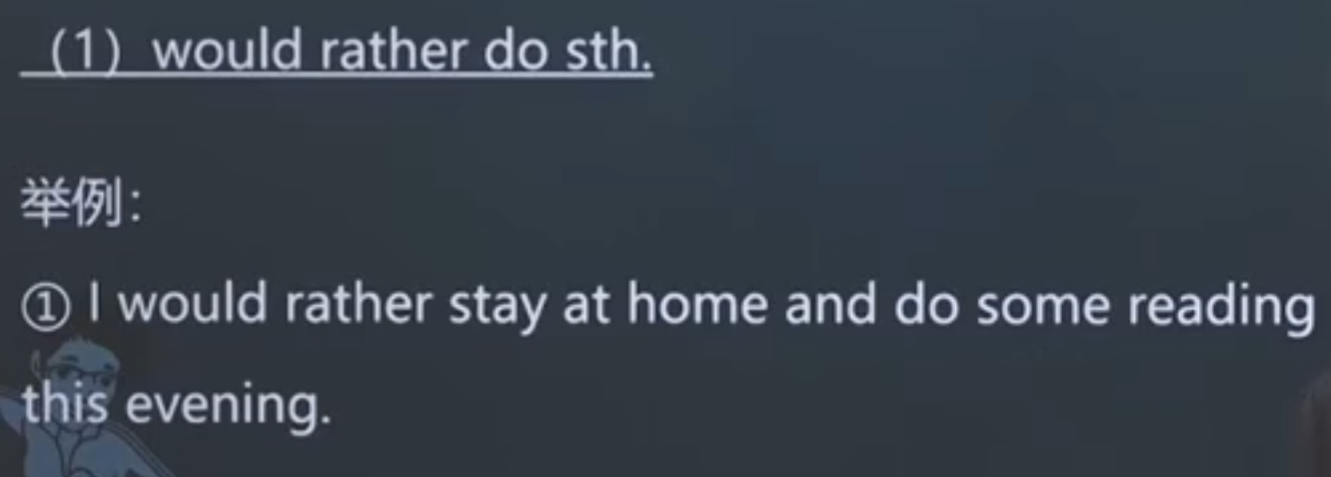 (1) would rather do sth.
举例：
① I would rather stay at home and do some reading
this evening.